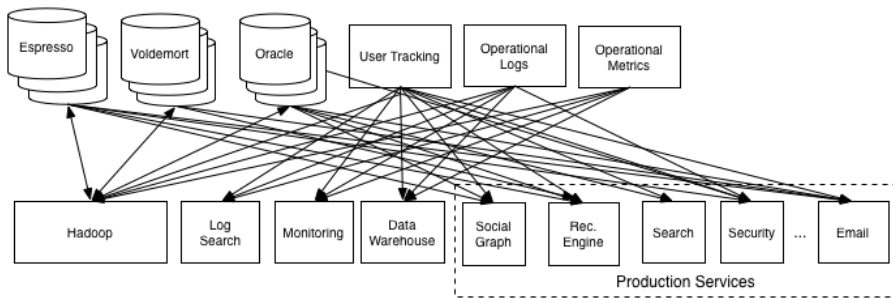 Espresso
Voldemort
Oracle
User Tracking
Operational
Logs
Operational
Metrics
Hadoop
Log
Search
Monitoring
Data
Warehouse
Social
Graph
Rec.
Engine
Search
Security
...
Email
Production Services